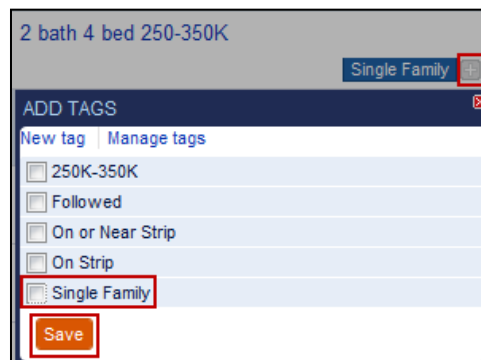 2 bath 4 bed 250-350K
Single Family +
ADD TAGS
New tag | Manage tags
250K-350K
Followed
On or Near Strip
On Strip
Single Family
Save